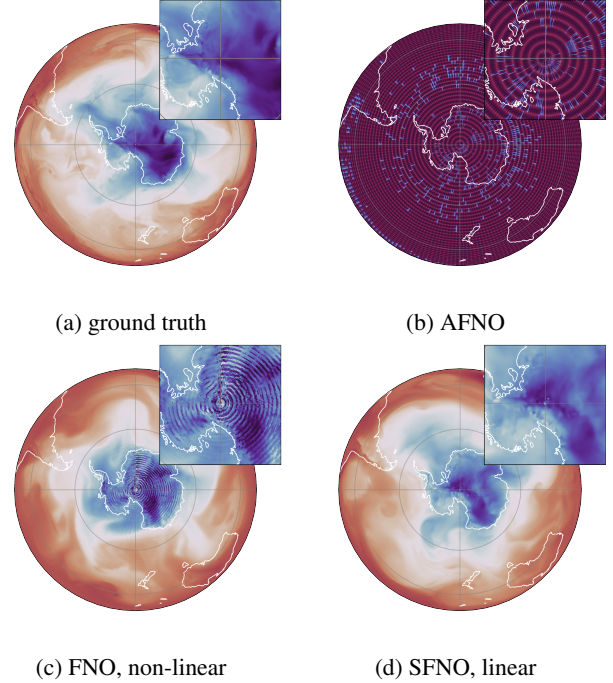 (a) ground truth
(b) AFNO
(c) FNO, non-linear
(d) SFNO, linear